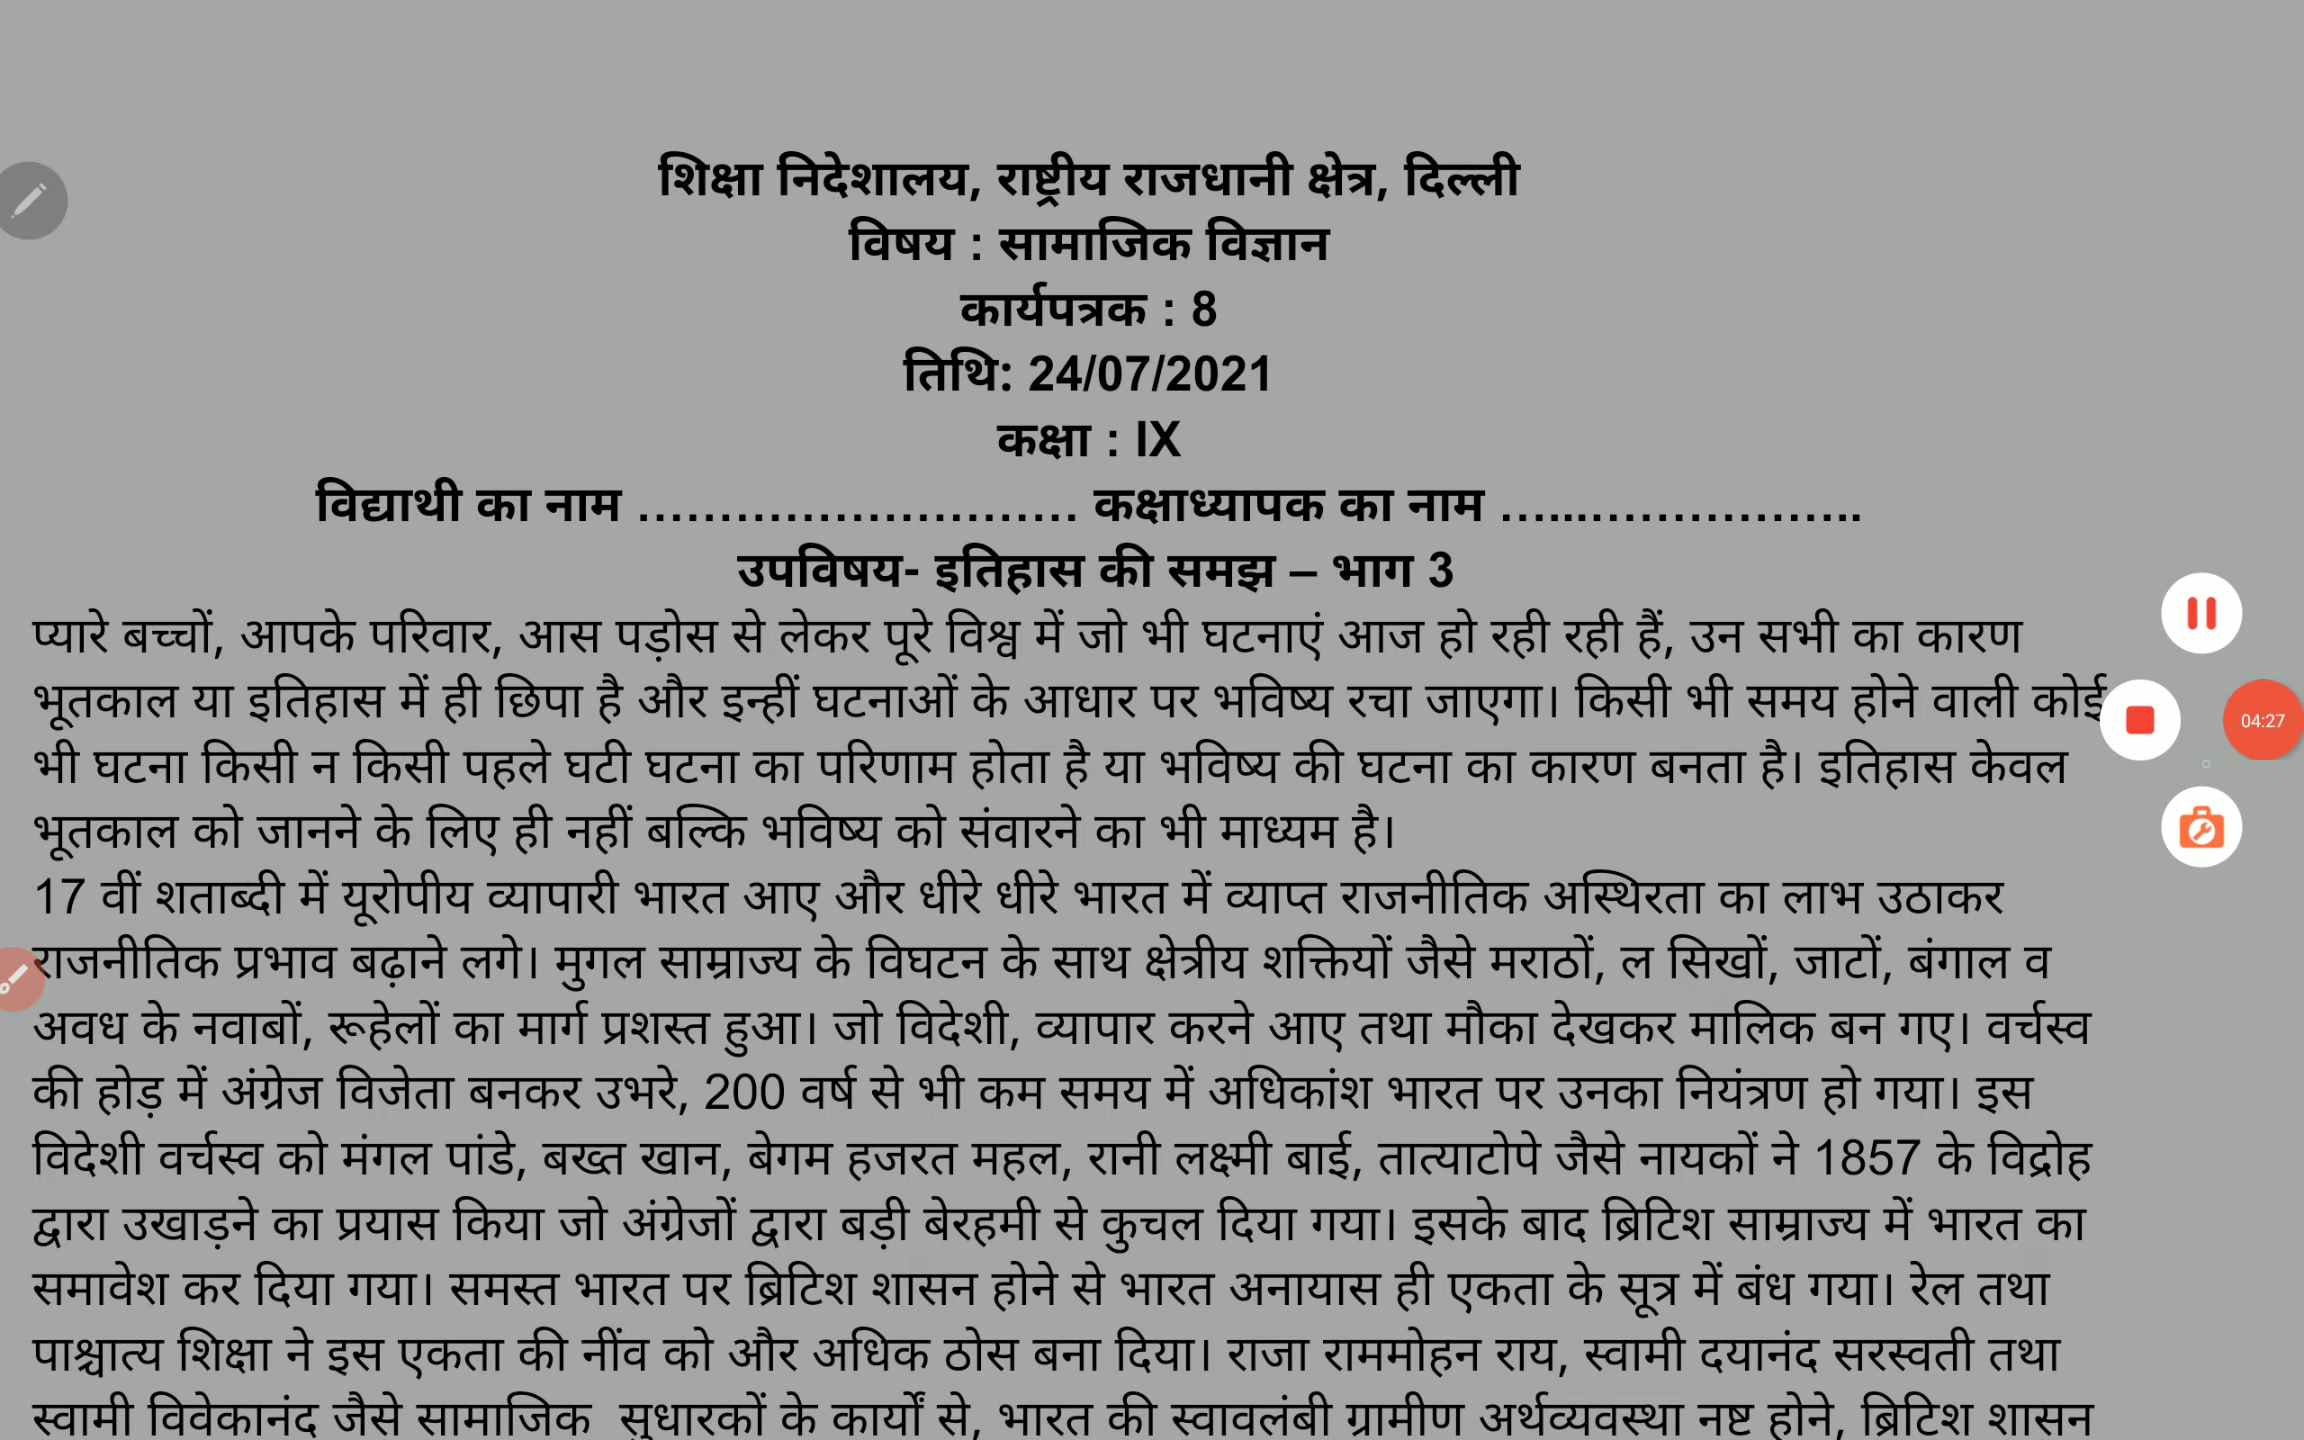 शिक्षा निदेशालय, राष्ट्रीय राजधानी क्षेत्र, दिल्ली
विषय : सामाजिक विज्ञान
कार्यपत्रक : 8
तिथि: 24/07/2021
कक्षा : IX
विद्याथी का नाम ........................... कक्षाध्यापक का नाम ......................
उपविषय- इतिहास की समझ – भाग 3
प्यारे बच्चों, आपके परिवार, आस पड़ोस से लेकर पूरे विश्व में जो भी घटनाएं आज हो रही रही हैं, उन सभी का कारण
भूतकाल या इतिहास में ही छिपा है और इन्हीं घटनाओं के आधार पर भविष्य रचा जाएगा। किसी भी समय होने वाली कोई
भी घटना किसी न किसी पहले घटी घटना का परिणाम होता है या भविष्य की घटना का कारण बनता है। इतिहास केवल
भूतकाल को जानने के लिए ही नहीं बल्कि भविष्य को संवारने का भी माध्यम है।
17 वीं शताब्दी में यूरोपीय व्यापारी भारत आए और धीरे धीरे भारत में व्याप्त राजनीतिक अस्थिरता का लाभ उठाकर
राजनीतिक प्रभाव बढ़ाने लगे। मुगल साम्राज्य के विघटन के साथ क्षेत्रीय शक्तियों जैसे मराठों, ल सिखों, जाटों, बंगाल व
अवध के नवाबों, रूहेलों का मार्ग प्रशस्त हुआ। जो विदेशी, व्यापार करने आए तथा मौका देखकर मालिक बन गए। वर्चस्व
की होड़ में अंग्रेज विजेता बनकर उभरे, 200 वर्ष से भी कम समय में अधिकांश भारत पर उनका नियंत्रण हो गया। इस
विदेशी वर्चस्व को मंगल पांडे, बख्त खान, बेगम हजरत महल, रानी लक्ष्मी बाई, तात्याटोपे जैसे नायकों ने 1857 के विद्रोह
द्वारा उखाड़ने का प्रयास किया जो अंग्रेजों द्वारा बड़ी बेरहमी से कुचल दिया गया। इसके बाद ब्रिटिश साम्राज्य में भारत का
समावेश कर दिया गया। समस्त भारत पर ब्रिटिश शासन होने से भारत अनायास ही एकता के सूत्र में बंध गया। रेल तथा
पाश्चात्य शिक्षा ने इस एकता की नींव को और अधिक ठोस बना दिया। राजा राममोहन राय, स्वामी दयानंद सरस्वती तथा
स्वामी विवेकानंद जैसे सामाजिक सुधारकों के कार्यों से, भारत की स्वावलंबी ग्रामीण अर्थव्यवस्था नष्ट होने, ब्रिटिश शासन
04:27